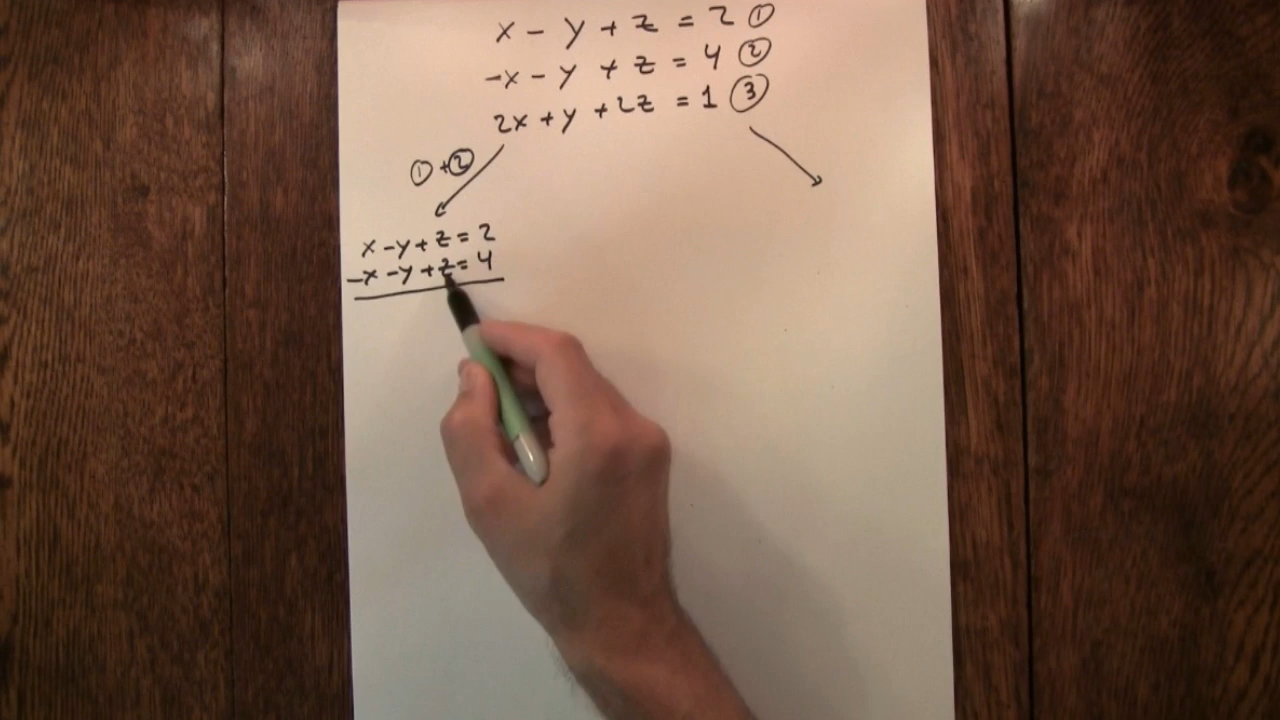 x - y + z = 2 ①
-x - y + z = 4 ②
2x + y + 2z = 1 ③
① + ②
x - y + z = 2
-x - y + z = 4